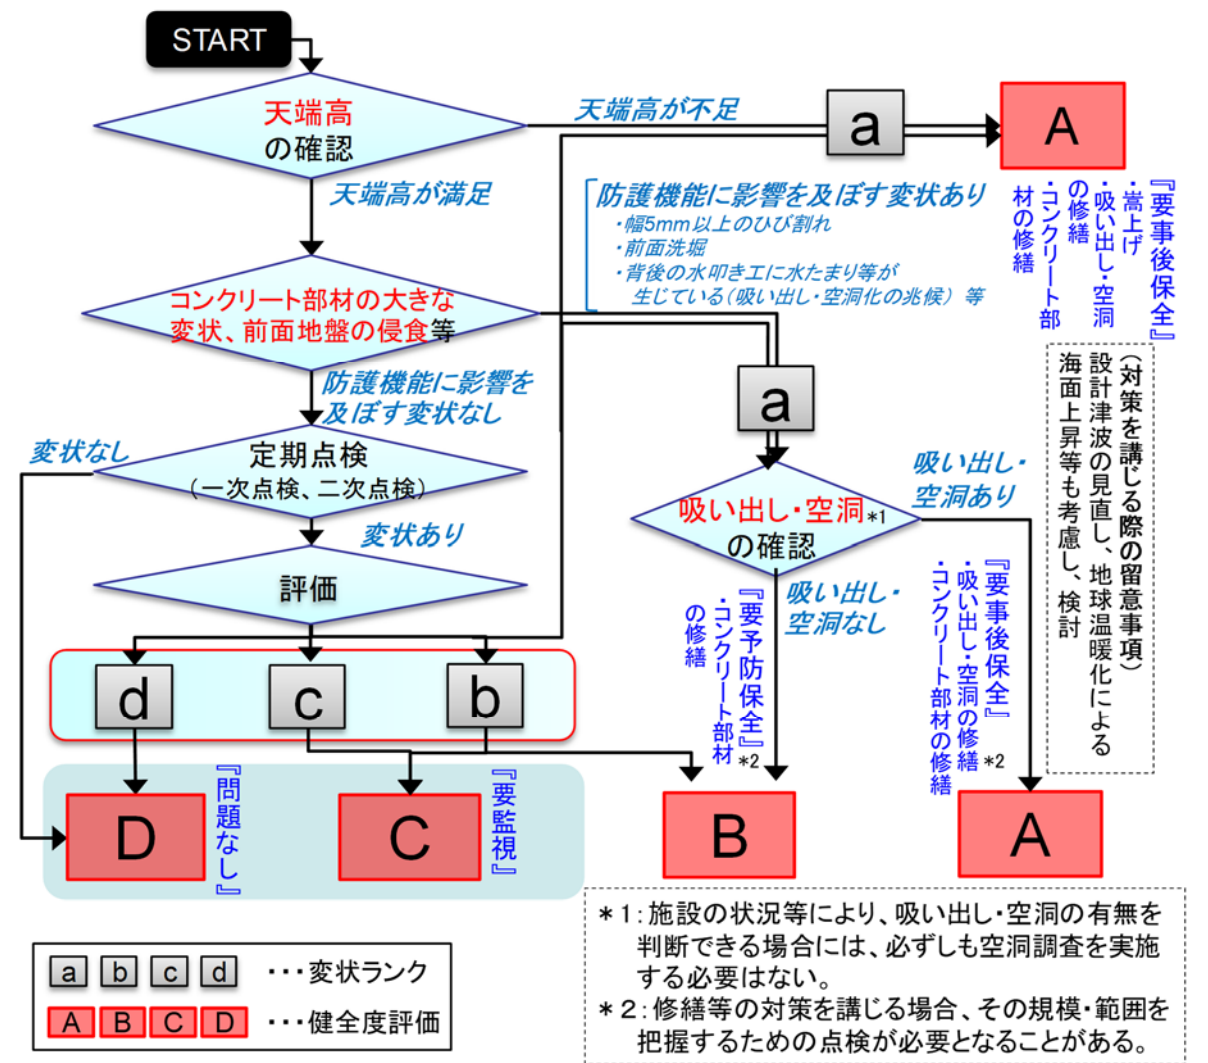 START
天端高
の確認
天端高が不足
a
A
天端高が満足
『要事後保全』
・嵩上げ
・吸い出し・空洞
の修繕
・コンクリート部
材の修繕
防護機能に影響を及ぼす変状あり
・幅5mm以上のひび割れ
・前面洗堀
・背後の水叩き工に水たまり等が
生じている(吸い出し・空洞化の兆候) 等
コンクリート部材の大きな
変状、前面地盤の侵食等
防護機能に影響を
及ぼす変状なし
a
(対策を講じる際の留意事項)
設計津波の見直し、地球温暖化による
海面上昇等も考慮し、検討
変状なし
定期点検
(一次点検、二次点検)
変状あり
吸い出し・空洞*1
の確認
吸い出し・
空洞あり
吸い出し・
空洞なし
評価
『要予防保全』*2
・コンクリート部材
の修繕
『要事後保全』*2
・吸い出し・空洞の修繕
・コンクリート部材の修繕
d
c
b
D
『問題なし』
C
『要監視』
B
A
*1:施設の状況等により、吸い出し・空洞の有無を
判断できる場合には、必ずしも空洞調査を実施
する必要はない。
*2:修繕等の対策を講じる場合、その規模・範囲を
把握するための点検が必要となることがある。
a b c d ・・・変状ランク
A B C D ・・・健全度評価